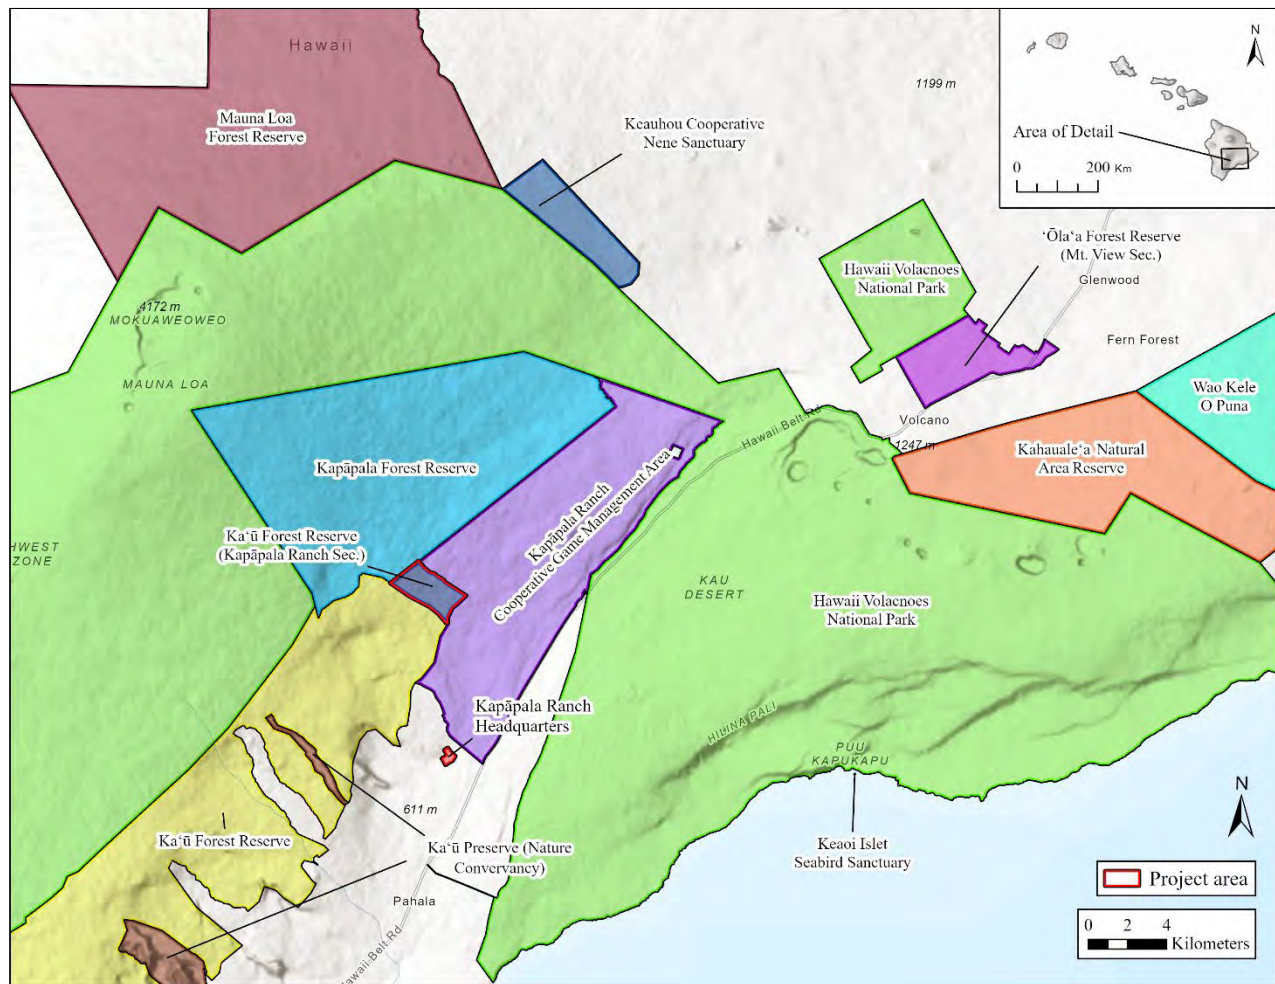 Hawaii
1199 m
N
Area of Detail
0 200 Km
Mauna Loa
Forest Reserve
Keauhou Cooperative
Nene Sanctuary
ʻŌlaʻa Forest Reserve
(Mt. View Sec.)
Glenwood
Hawaii Volacnoes
National Park
4172 m
MOKUAWEOWEO
Fern Forest
MAUNA LOA
Wao Kele
O Puna
Volcano
Hawaii Belt Rd
1247 m
Kahaualeʻa Natural
Area Reserve
Kapāpala Forest Reserve
Kapāpala Ranch
Cooperative Game Management Area
Kaʻū Forest Reserve
(Kapāpala Ranch Sec.)
HWEST
ZONE
KAU
DESERT
Hawaii Volacnoes
National Park
Kapāpala Ranch
Headquarters
HILINA PALI
PUU
KAPUKAPU
611 m
N
Kaʻū Forest Reserve
Kaʻū Preserve (Nature
Convervancy)
Keaoi Islet
Seabird Sanctuary
Project area
Pahala
0 2 4
Kilometers
Hawaii Belt Rd